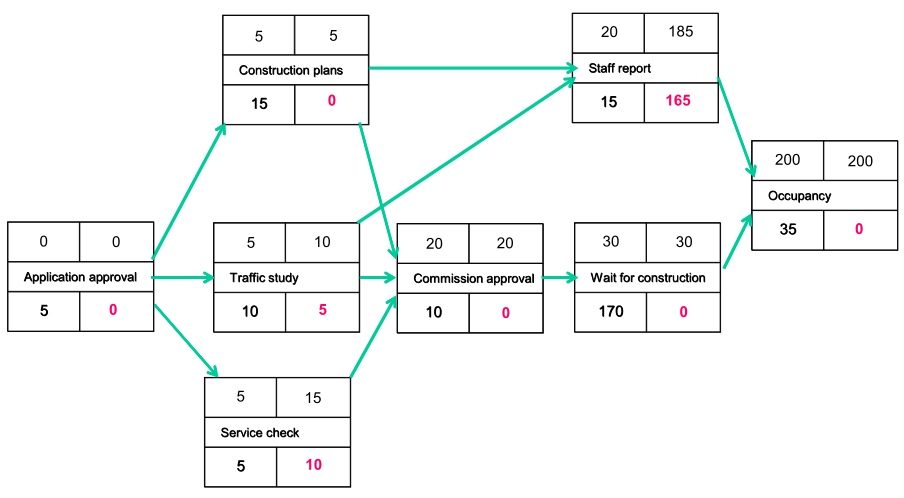 5 5
Construction plans
15 0
20 185
Staff report
15 165
200 200
Occupancy
35 0
0 0
Application approval
5 0
5 10
Traffic study
10 5
20 20
Commission approval
10 0
30 30
Wait for construction
170 0
5 15
Service check
5 10